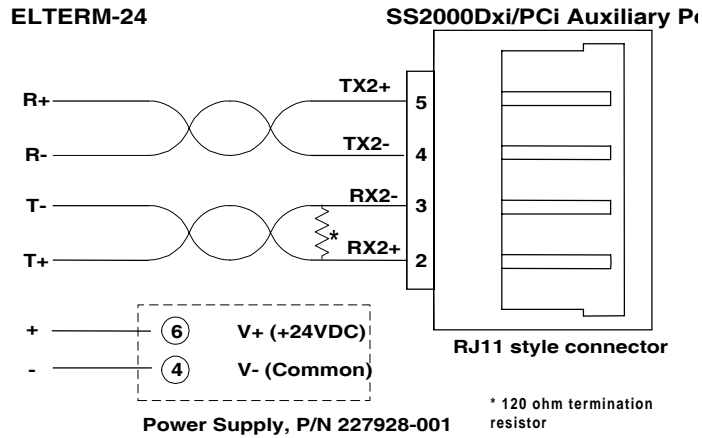 ELTERM-24
SS2000Dxi/PCi Auxiliary
R+ TX2+ 5
R- TX2- 4
T- RX2- 3
*
T+ RX2+ 2
+ 6 V+ (+24VDC)
- 4 V- (Common)
RJ11 style connector
Power Supply, P/N 227928-001
* 120 ohm termination
resistor